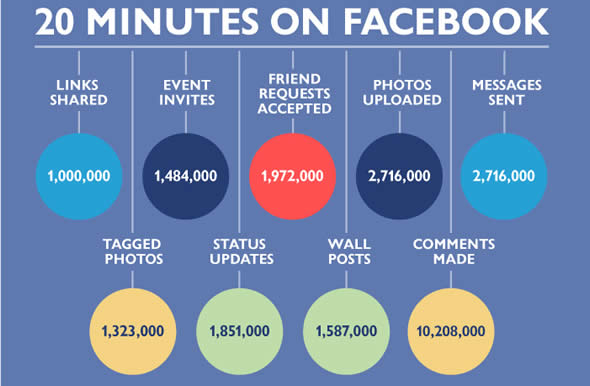 20 MINUTES ON FACEBOOK
LINKS
SHARED
1,000,000
EVENT
INVITES
1,484,000
FRIEND
REQUESTS
ACCEPTED
1,972,000
PHOTOS
UPLOADED
2,716,000
MESSAGES
SENT
2,716,000
TAGGED
PHOTOS
1,323,000
STATUS
UPDATES
1,851,000
WALL
POSTS
1,587,000
COMMENTS
MADE
10,208,000